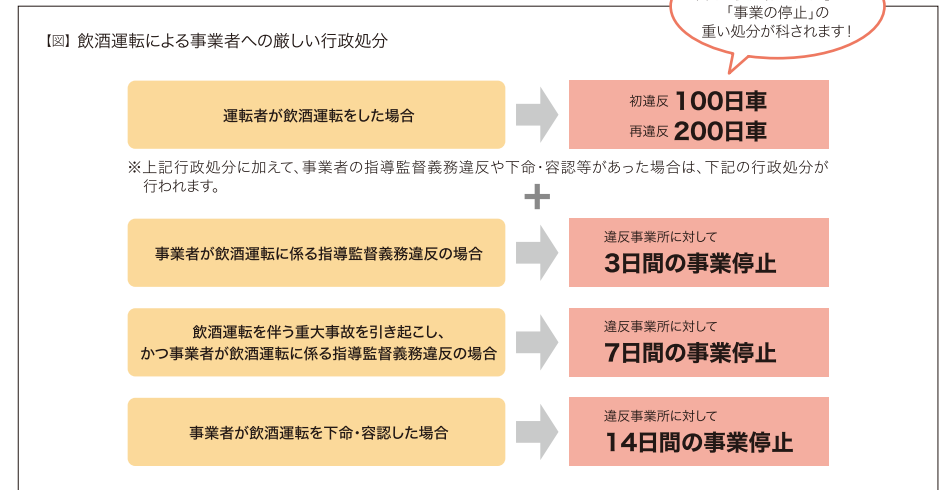 「事業の停止」の
重い処分が科されます!
【図】飲酒運転による事業者への厳しい行政処分
運転者が飲酒運転をした場合
初違反 100日車
再違反 200日車
※上記行政処分に加えて、事業者の指導監督義務違反や下命・容認等があった場合は、下記の行政処分が
行われます。
+
事業者が飲酒運転に係る指導監督義務違反の場合
違反事業所に対して
3日間の事業停止
飲酒運転を伴う重大事故を引き起こし、
かつ事業者が飲酒運転に係る指導監督義務違反の場合
違反事業所に対して
7日間の事業停止
事業者が飲酒運転を下命・容認した場合
違反事業所に対して
14日間の事業停止